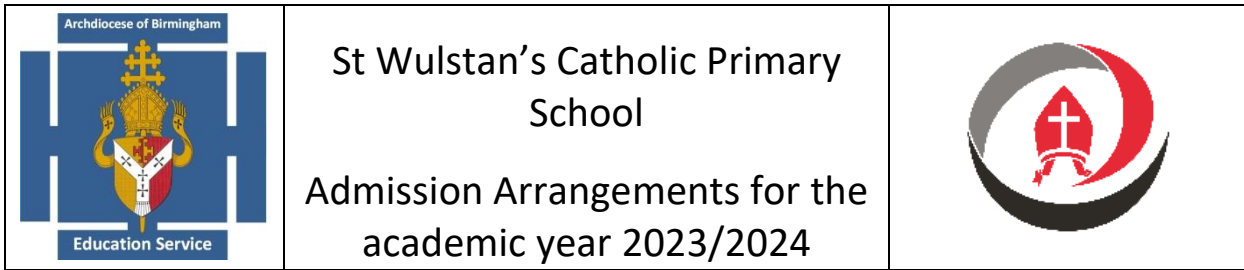 Archdiocese of Birmingham
Education Service
St Wulstan’s Catholic Primary
School
Admission Arrangements for the
academic year 2023/2024